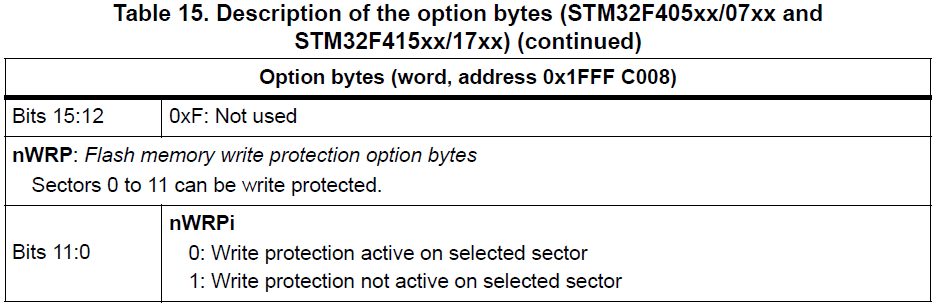 Table 15. Description of the option bytes (STM32F405xx/07xx and
STM32F415xx/17xx) (continued)
Option bytes (word, address 0x1FFF C008)
Bits 15:12 0xF: Not used
nWRP: Flash memory write protection option bytes
Sectors 0 to 11 can be write protected.
Bits 11:0
nWRPi
0: Write protection active on selected sector
1: Write protection not active on selected sector